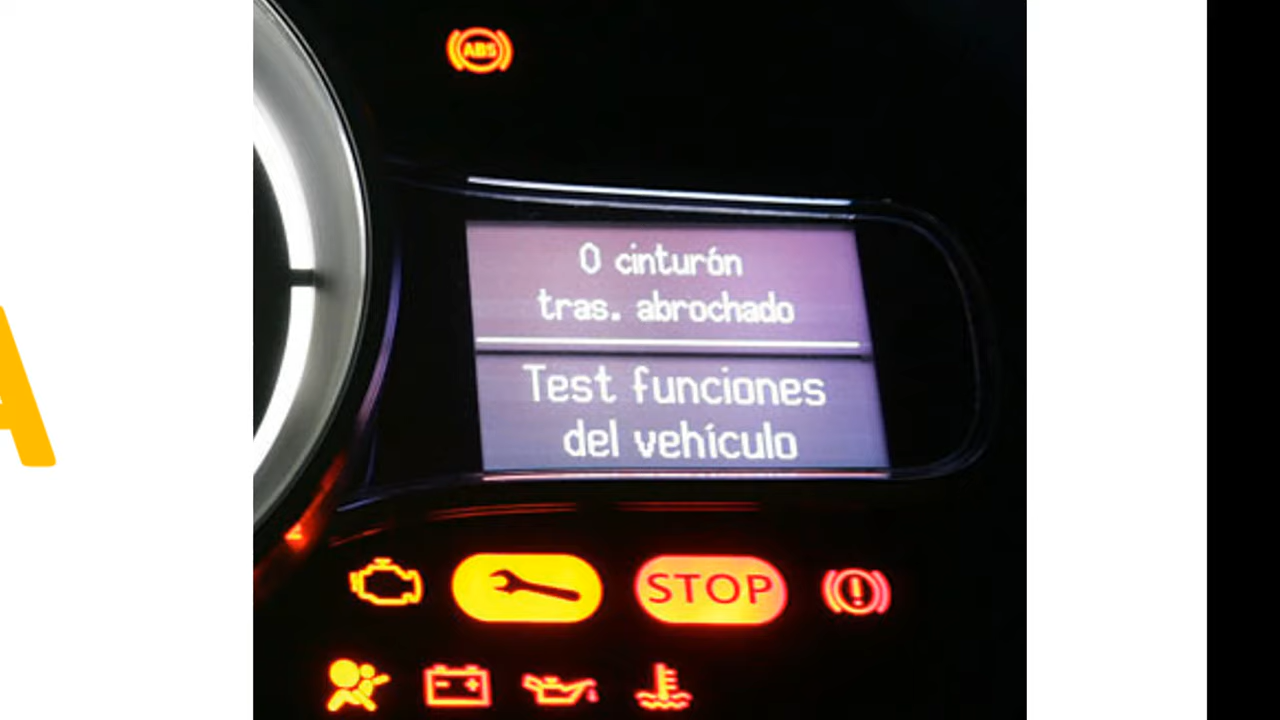 A
ABS
0 cinturón
tras. abrochado
Test funciones
del vehículo
STOP